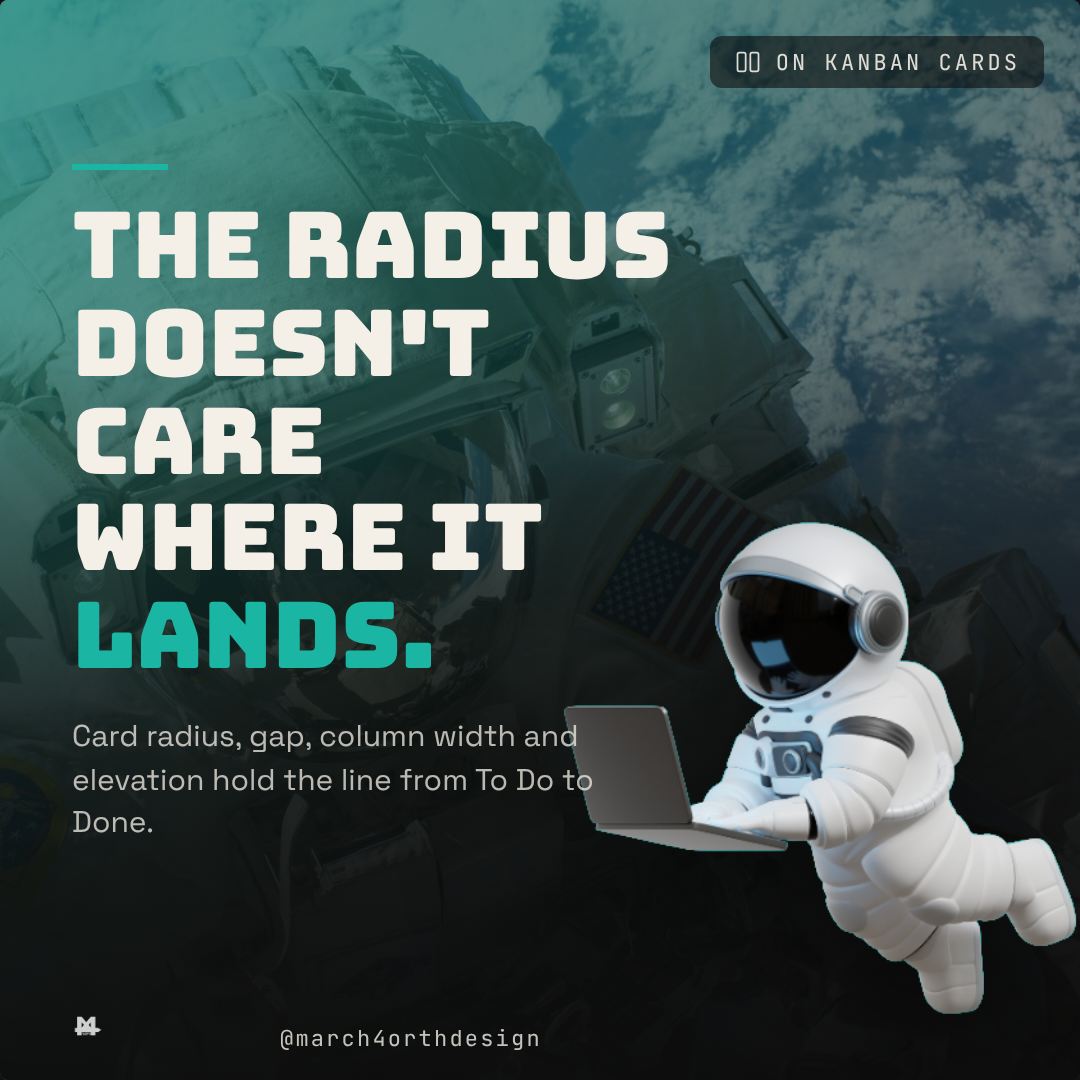 ON KANBAN CARDS
THE RADIUS
DOESN'T
CARE
WHERE IT
LANDS.
Card radius, gap, column width and
elevation hold the line from To Do to
Done.
@march4orthdesign